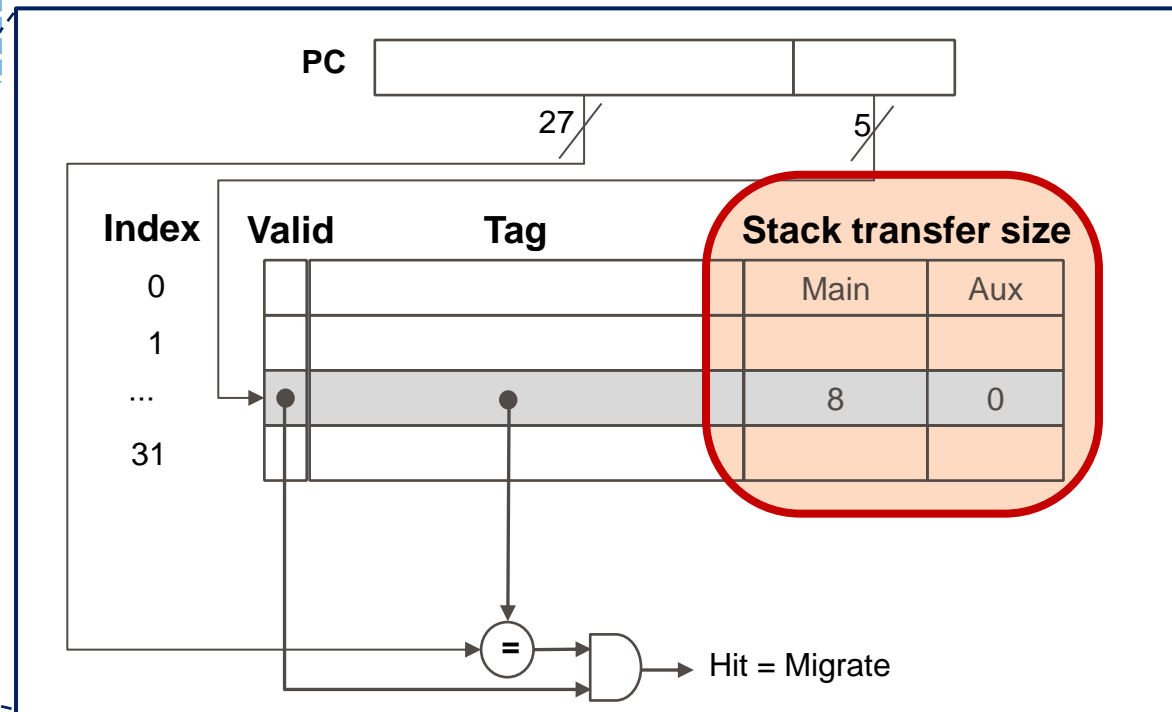 PC
27 5
Index Valid Tag Stack transfer size
0 Main Aux
1
... 8 0
31
=
Hit = Migrate